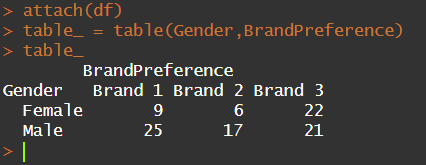 > attach(df)
> table_ = table(Gender,BrandPreference)
> table_
        BrandPreference
Gender   Brand 1 Brand 2 Brand 3
  Female       9       6      22
  Male        25      17      21
>